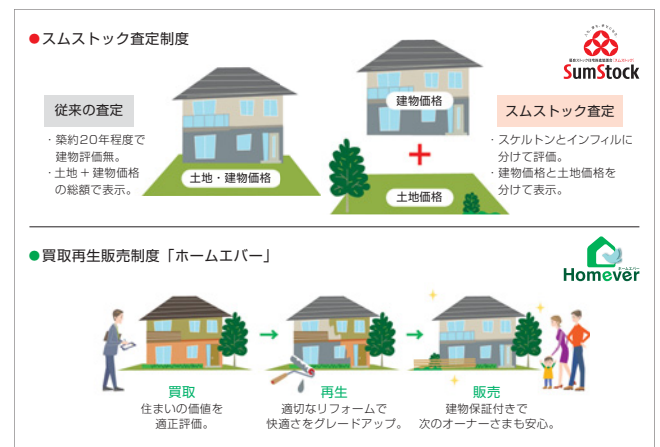 ●スムストック査定制度
SumStock
従来の査定
・築約20年程度で
建物評価無。
・土地 + 建物価格
の総額で表示。
土地・建物価格
建物価格
+
土地価格
スムストック査定
・スケルトンとインフィルに
分けて評価。
・建物価格と土地価格を
分けて表示。
●買取再生販売制度「ホームエバー」
ホームエバー
Homever
買取
住まいの価値を
適正評価。
再生
適切なリフォームで
快適さをグレードアップ。
販売
建物保証付きで
次のオーナーさまも安心。